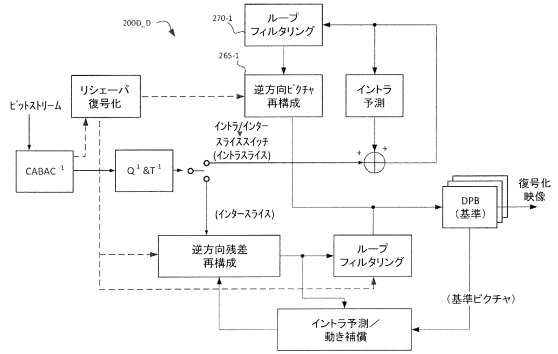 200D_D
270-1
ループ
フィルタリング
265-1
リシェーパ
復号化
逆方向ピクチャ
再構成
イントラ
予測
ビットストリーム
イントラ/インター
スライススイッチ
(イントラスライス)
+
+
CABAC-1
Q-1 &T-1
DPB
(基準)
復号化
映像
(インタースライス)
逆方向残差
再構成
ループ
フィルタリング
(基準ピクチャ)
イントラ予測／
動き補償